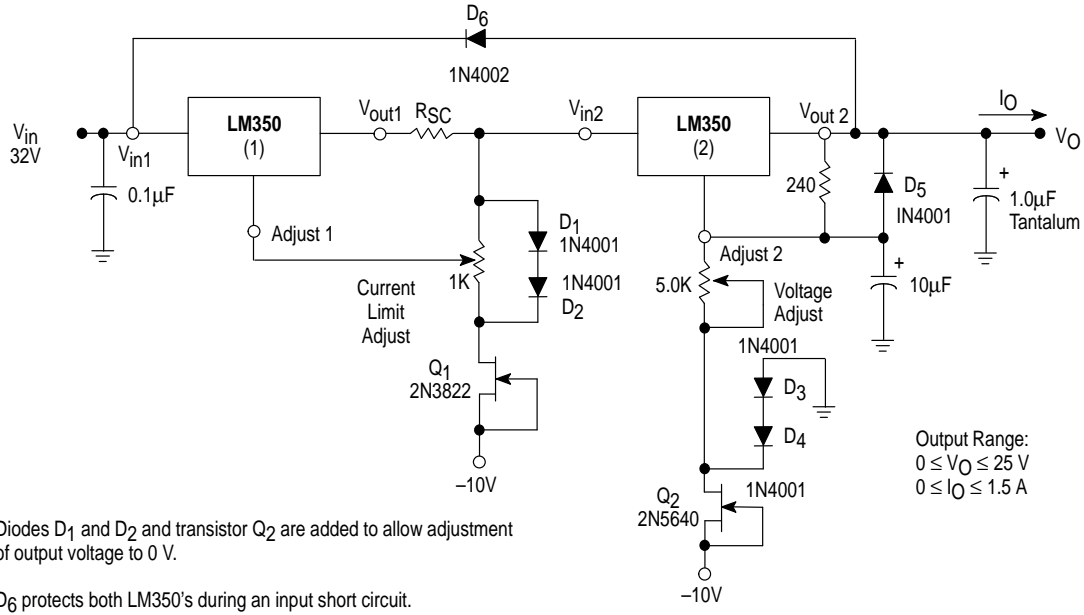 D6
1N4002
Vin
32V
Vin1
0.1μF
LM350
(1)
Vout1
RSC
Vin2
LM350
(2)
Vout 2
IO
VO
240
D5
IN4001
+
1.0μF
Tantalum
Adjust 1
D1
1N4001
1K
1N4001
D2
Current
Limit
Adjust
Adjust 2
5.0K
Voltage
Adjust
+
10μF
1N4001
D3
D4
1N4001
Q1
2N3822
–10V
Q2
2N5640
–10V
Output Range:
0 ≤ VO ≤ 25 V
0 ≤ IO ≤ 1.5 A
Diodes D1 and D2 and transistor Q2 are added to allow adjustment
of output voltage to 0 V.
D6 protects both LM350's during an input short circuit.